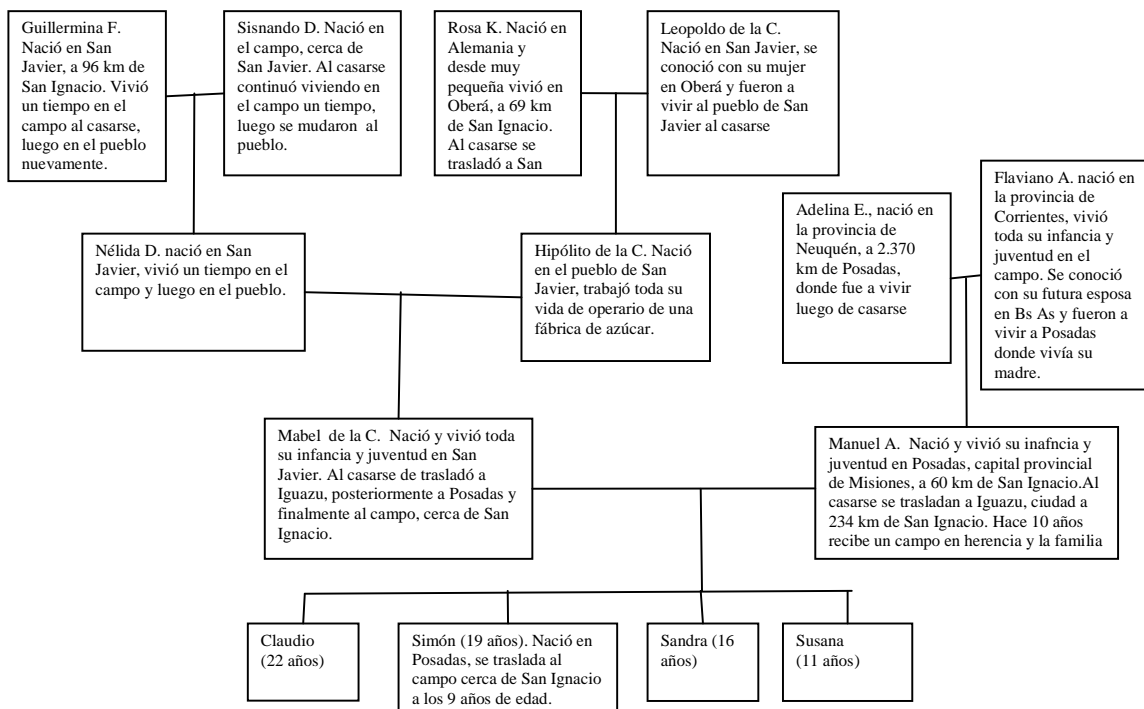 Guillermina F.
Nació en San
Javier, a 96 km de
San Ignacio. Vivió
un tiempo en el
campo al casarse,
luego en el pueblo
nuevamente.
Sisnando D. Nació en
el campo, cerca de
San Javier. Al casarse
continuó viviendo en
el campo un tiempo,
luego se mudaron al
pueblo.
Rosa K. Nació en
Alemania y
desde muy
pequeña vivió en
Oberá, a 69 km
de San Ignacio.
Al casarse se
trasladó a San
Leopoldo de la C.
Nació en San Javier, se
conoció con su mujer
en Oberá y fueron a
vivir al pueblo de San
Javier al casarse
Nélida D. nació en San
Javier, vivió un tiempo en el
campo y luego en el pueblo.
Hipólito de la C. Nació
en el pueblo de San
Javier, trabajó toda su
vida de operario de una
fábrica de azúcar.
Adelina E., nació en
la provincia de
Neuquén, a 2.370
km de Posadas,
donde fue a vivir
luego de casarse
Flaviano A. nació en
la provincia de
Corrientes, vivió
toda su infancia y
juventud en el
campo. Se conoció
con su futura esposa
en Bs As y fueron a
vivir a Posadas
donde vivía su
madre.
Mabel de la C. Nació y vivió toda
su infancia y juventud en San
Javier. Al casarse de trasladó a
Iguazu, posteriormente a Posadas y
finalmente al campo, cerca de San
Ignacio.
Manuel A. Nació y vivió su inafncia y
juventud en Posadas, capital provincial
de Misiones, a 60 km de San Ignacio.Al
casarse se trasladan a Iguazu, ciudad a
234 km de San Ignacio. Hace 10 años
recibe un campo en herencia y la familia
Claudio
(22 años)
Simón (19 años). Nació en
Posadas, se traslada al
campo cerca de San Ignacio
a los 9 años de edad.
Sandra (16
años)
Susana
(11 años)